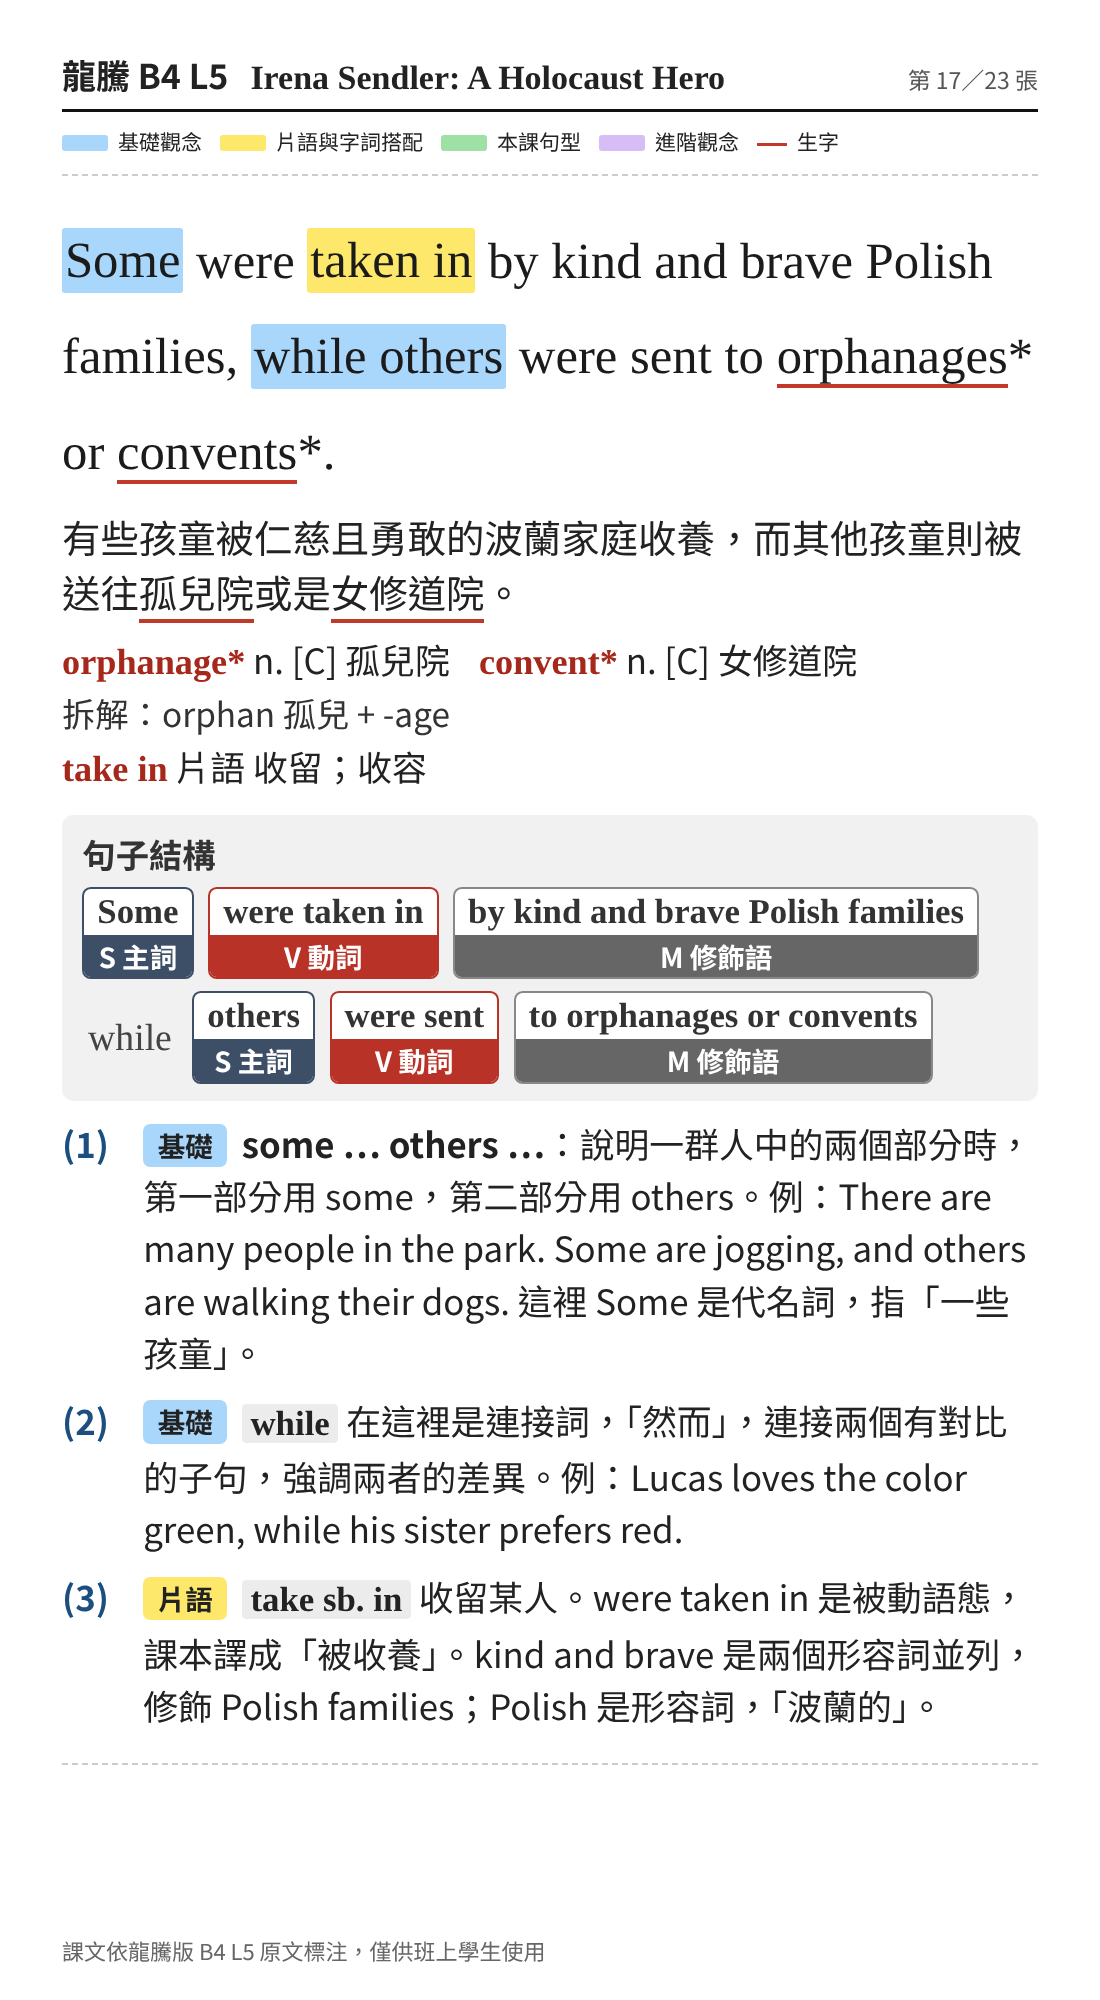 龍騰 B4 L5 Irena Sendler: A Holocaust Hero 第 17／23 張
基礎觀念 片語與字詞搭配 本課句型 進階觀念 生字
Some were taken in by kind and brave Polish
families, while others were sent to orphanages*
or convents*.
有些孩童被仁慈且勇敢的波蘭家庭收養，而其他孩童則被
送往孤兒院或是女修道院。
orphanage* n. [C] 孤兒院 convent* n. [C] 女修道院
拆解：orphan 孤兒 + -age
take in 片語 收留；收容
句子結構
Some were taken in by kind and brave Polish families
S 主詞 V 動詞 M 修飾語
while others were sent to orphanages or convents
S 主詞 V 動詞 M 修飾語
(1) 基礎 some … others …：說明一群人中的兩個部分時，
第一部分用 some，第二部分用 others。例：There are
many people in the park. Some are jogging, and others
are walking their dogs. 這裡 Some 是代名詞，指「一些
孩童」。
(2) 基礎 while 在這裡是連接詞，「然而」，連接兩個有對比
的子句，強調兩者的差異。例：Lucas loves the color
green, while his sister prefers red.
(3) 片語 take sb. in 收留某人。were taken in 是被動語態，
課本譯成「被收養」。kind and brave 是兩個形容詞並列，
修飾 Polish families；Polish 是形容詞，「波蘭的」。
課文依龍騰版 B4 L5 原文標注，僅供班上學生使用